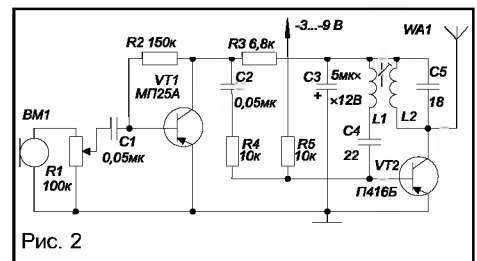 -3...-9 В
WA1
R2 150к
R3 6,8к
VT1
МП25А
C2
0,05мк
C3
5мк×
×12В
C5
18
L1
L2
BM1
C1
0,05мк
R4
10к
R5
10к
C4
22
VT2
П416Б
R1
100к
+
Рис. 2